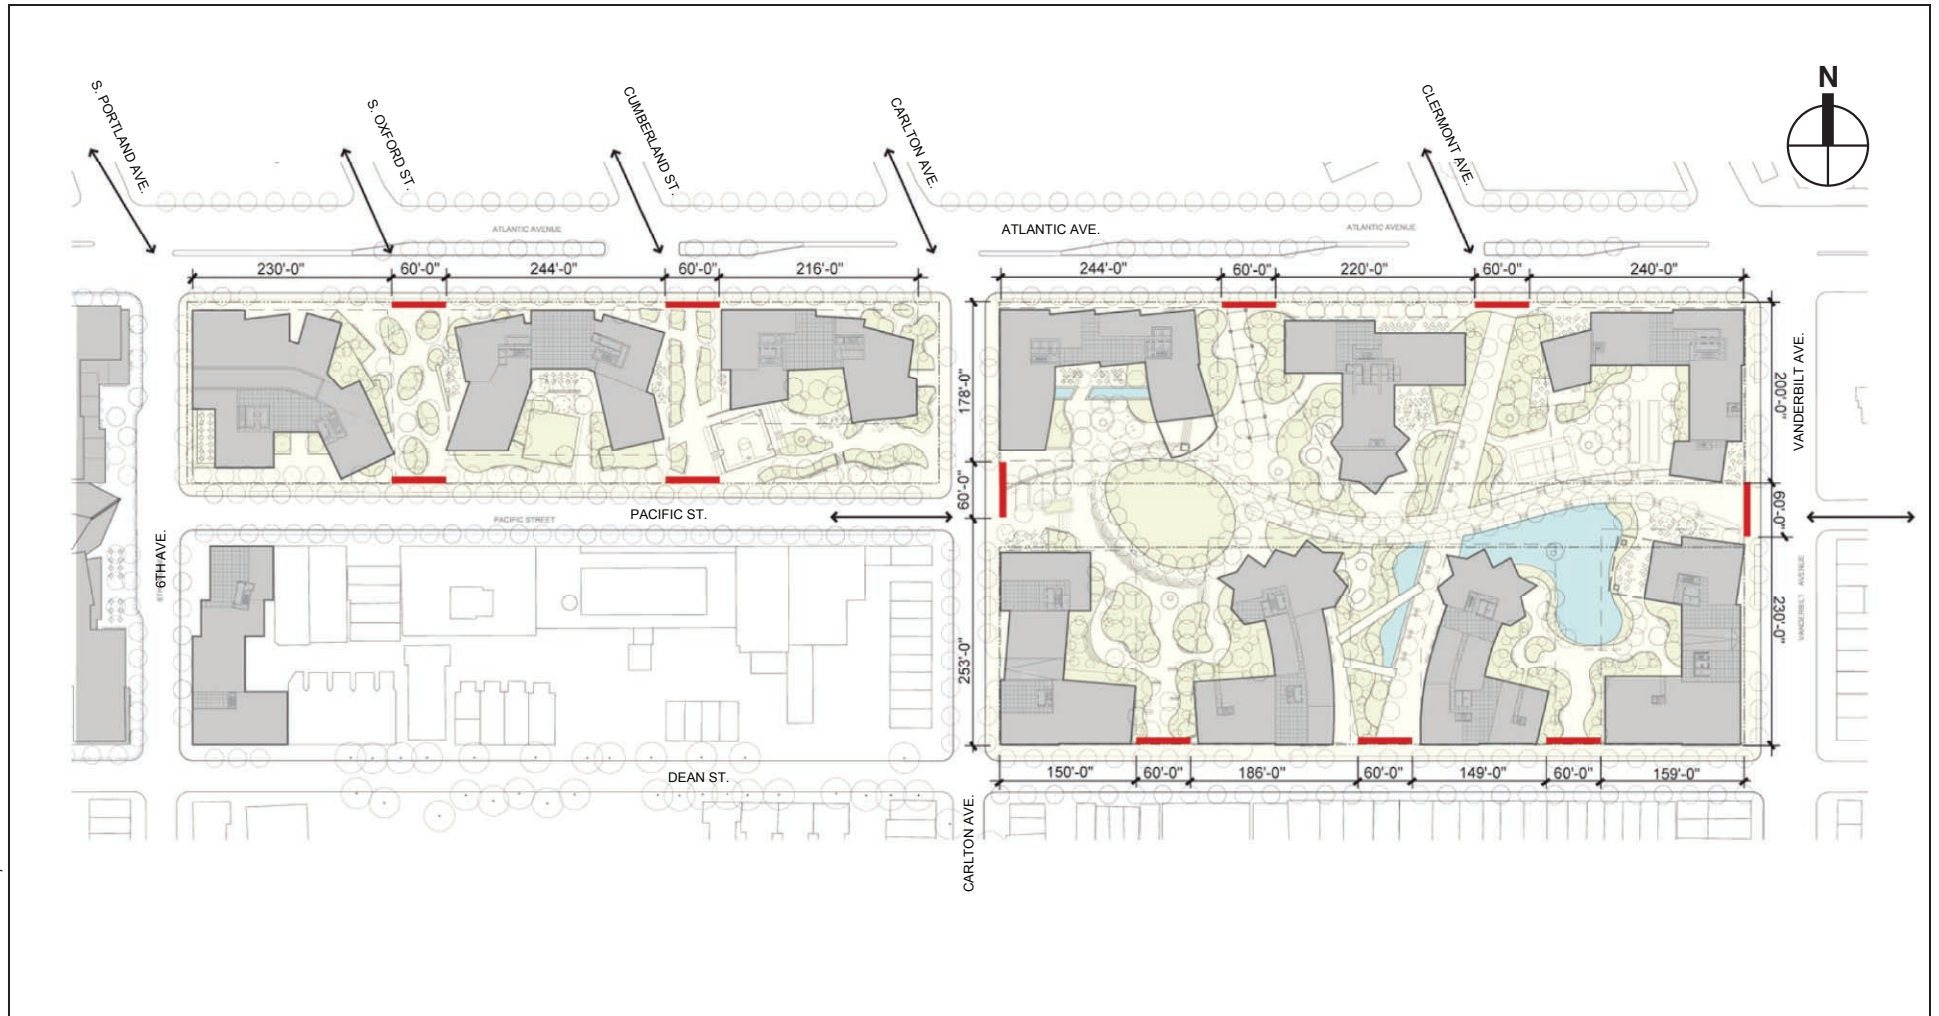 N
S. PORTLAND AVE.
S. OXFORD ST.
CUMBERLAND ST.
CARLTON AVE.
CLERMONT AVE.
ATLANTIC AVENUE
ATLANTIC AVE.
ATLANTIC AVENUE
230'-0"
60'-0"
244'-0"
60'-0"
216'-0"
244'-0"
60'-0"
220'-0"
60'-0"
240'-0"
178'-0"
60'-0"
253'-0"
200'-0"
60'-0"
230'-0"
VANDERBILT AVE.
VANDERBILT AVENUE
PACIFIC ST.
PACIFIC STREET
6TH AVE.
DEAN ST.
150'-0"
60'-0"
186'-0"
60'-0"
149'-0"
60'-0"
159'-0"
CARLTON AVE.